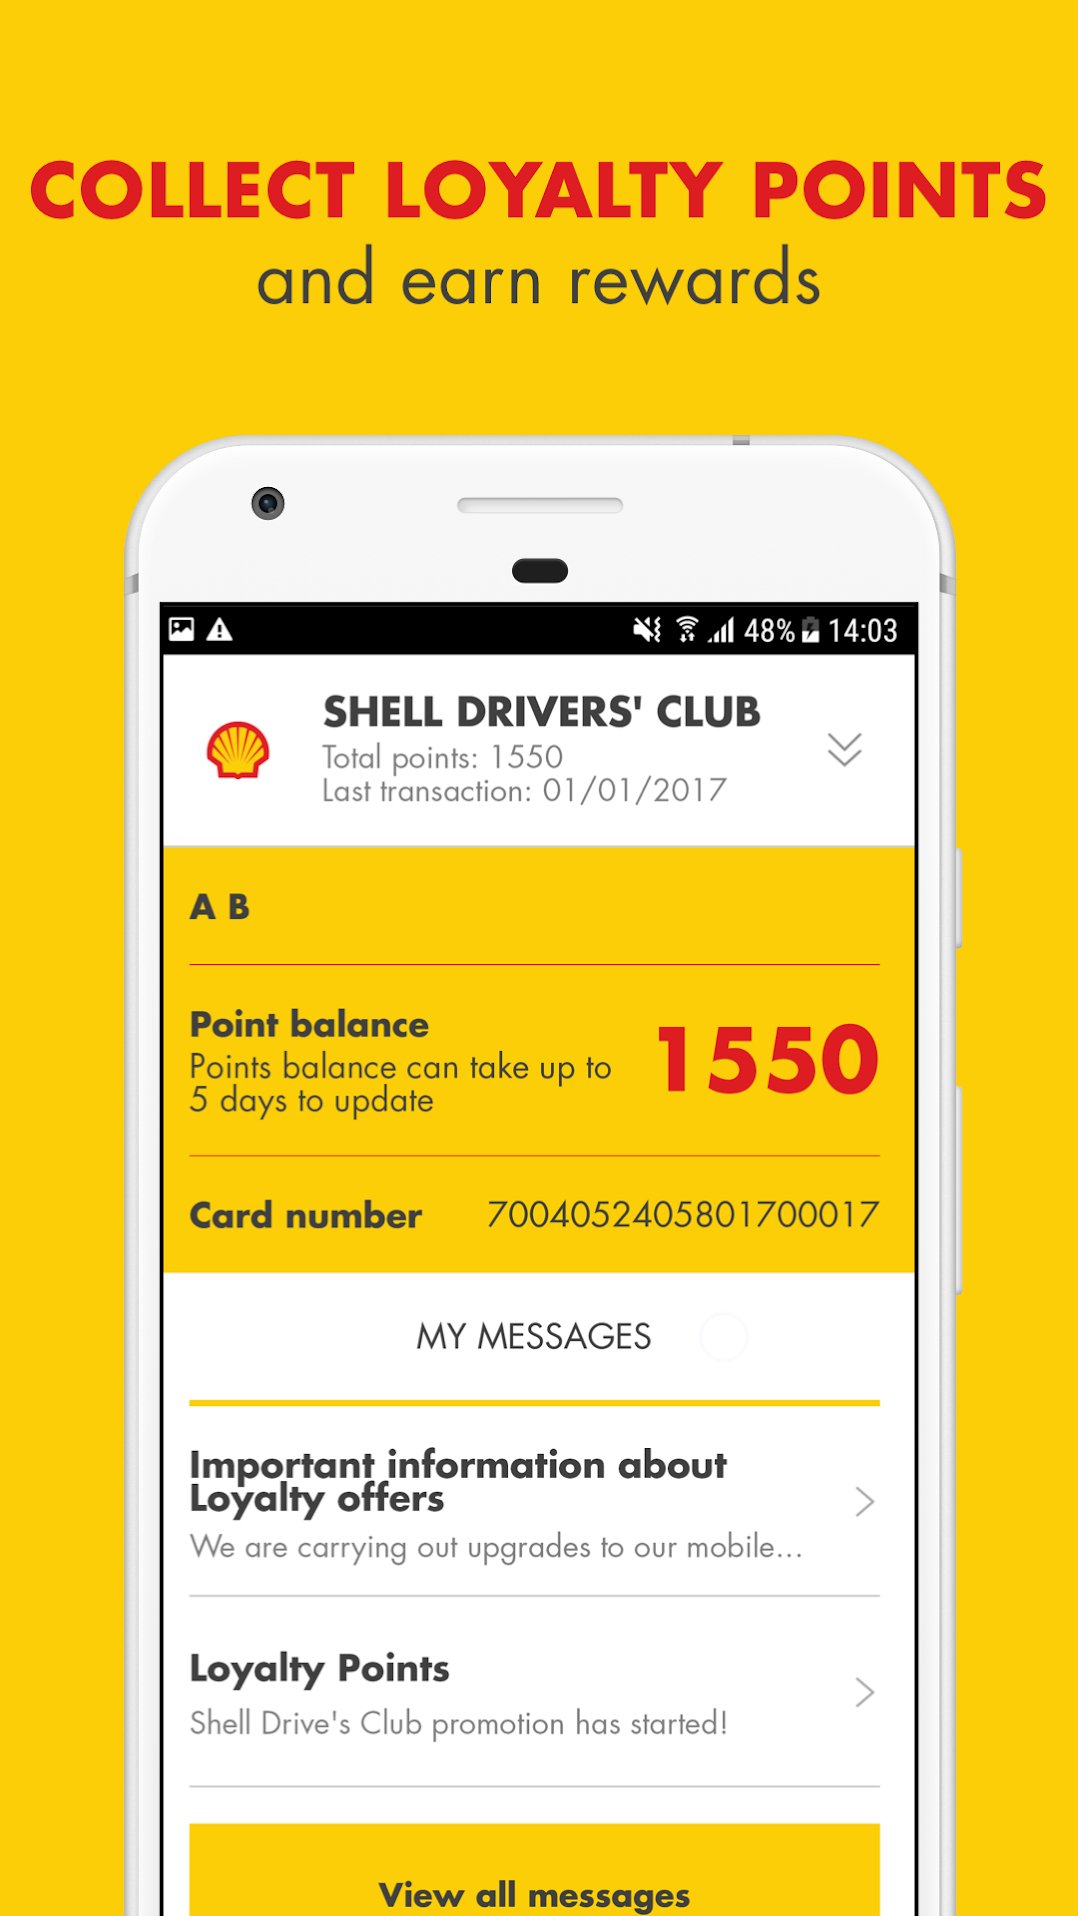 COLLECT LOYALTY POINTS
and earn rewards
48% 14:03
SHELL DRIVERS' CLUB
Total points: 1550
Last transaction: 01/01/2017
A B
Point balance
Points balance can take up to
5 days to update
1550
Card number 7004052405801700017
MY MESSAGES
Important information about
Loyalty offers
We are carrying out upgrades to our mobile...
Loyalty Points
Shell Drive's Club promotion has started!
View all messages